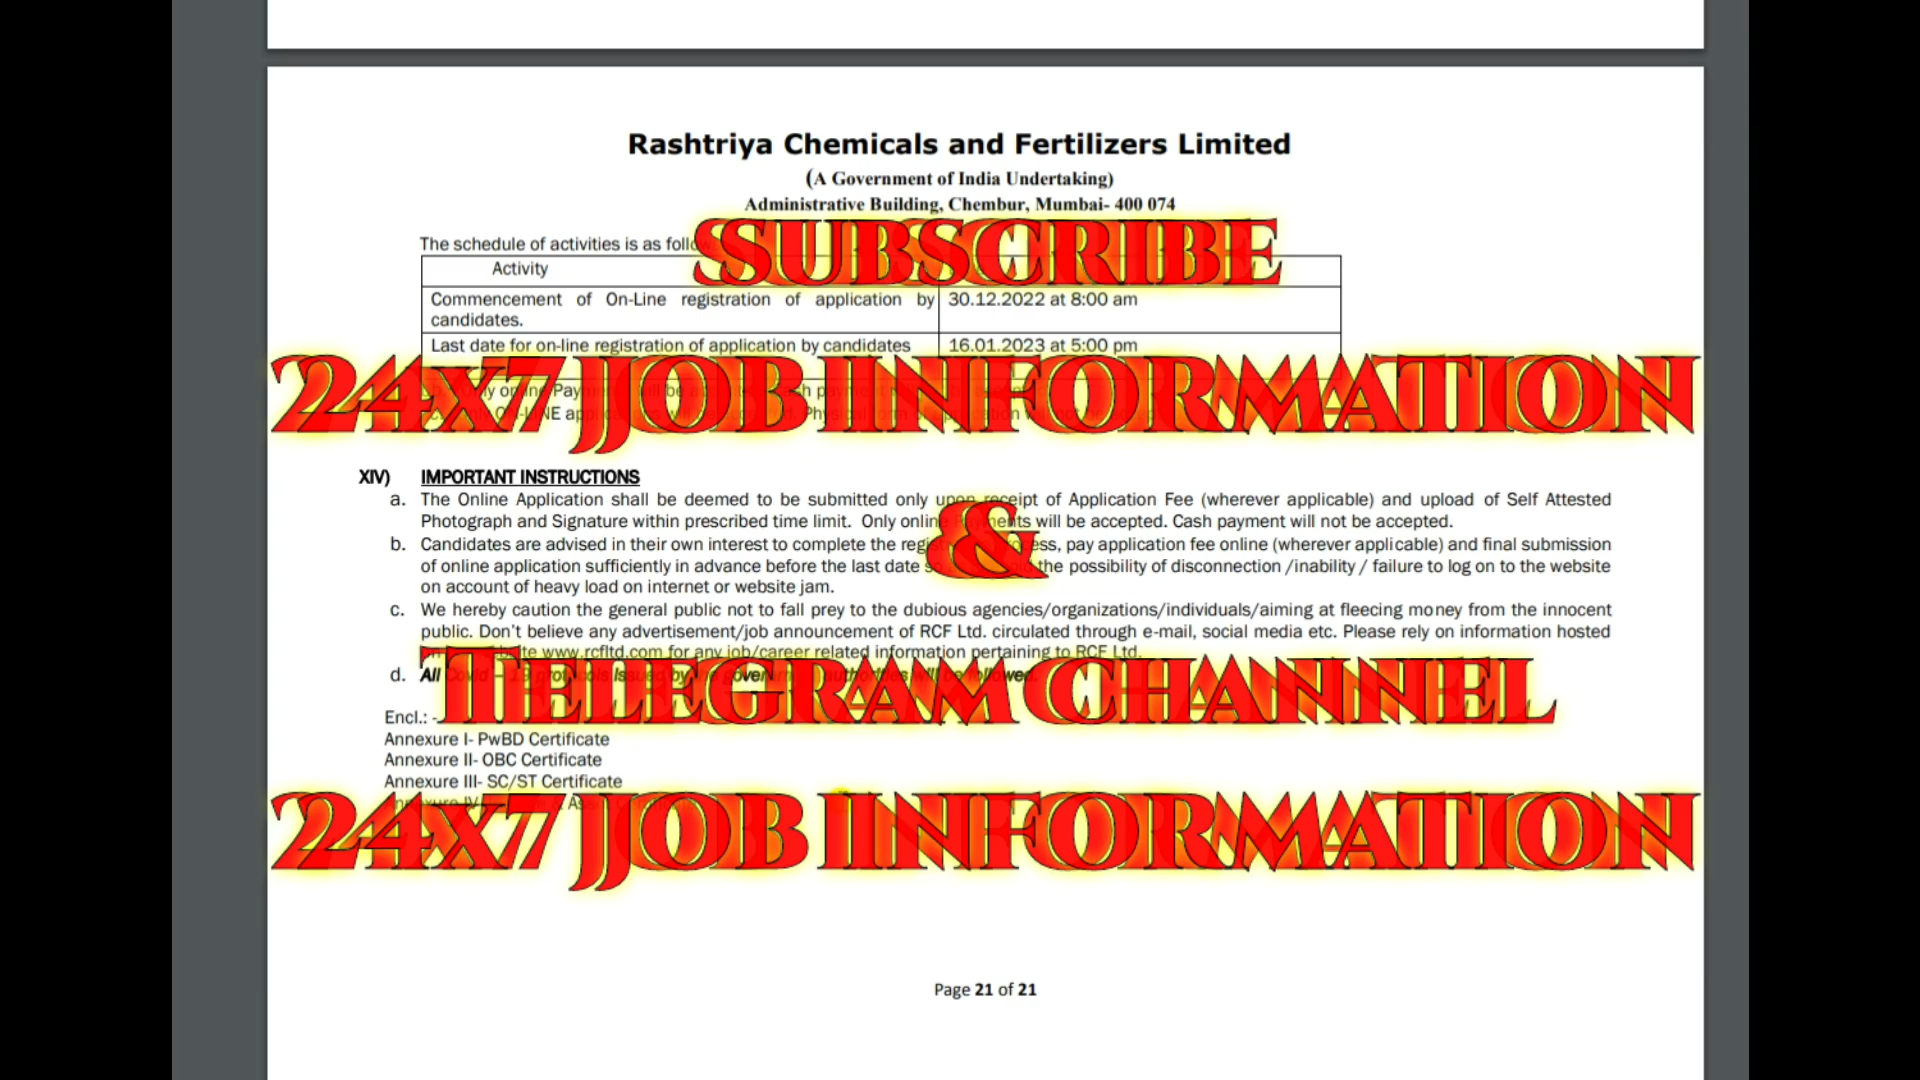 Rashtriya Chemicals and Fertilizers Limited
(A Government of India Undertaking)
Administrative Building, Chembur, Mumbai- 400 074
SUBSCRIBE
The schedule of activities is as
Activity
Commencement of On-Line registration of application by 30.12.2022 at 8:00 am
candidates.
Last date for on-line registration of application by candidates 16.01.2023 at 5:00 pm
24x7 JOB INFORMATION
XIV) IMPORTANT INSTRUCTIONS
a. The Online Application shall be deemed to be submitted only upon receipt of Application Fee (wherever applicable) and upload of Self Attested
Photograph and Signature within prescribed time limit. Only online Payments will be accepted. Cash payment will not be accepted.
&
b. Candidates are advised in their own interest to complete the process, pay application fee online (wherever applicable) and final submission
of online application sufficiently in advance before the last date the possibility of disconnection /inability / failure to log on to the website
on account of heavy load on internet or website jam.
c. We hereby caution the general public not to fall prey to the dubious agencies/organizations/individuals/aiming at fleecing money from the innocent
public. Don't believe any advertisement/job announcement of RCF Ltd. circulated through e-mail, social media etc. Please rely on information hosted
www.rcfltd.com for any job/career related information pertaining to RCF Ltd.
d. All
TELEGRAM CHANNEL
Encl.: -
Annexure I- PwBD Certificate
Annexure II- OBC Certificate
Annexure III- SC/ST Certificate
24x7 JOB INFORMATION
Page 21 of 21